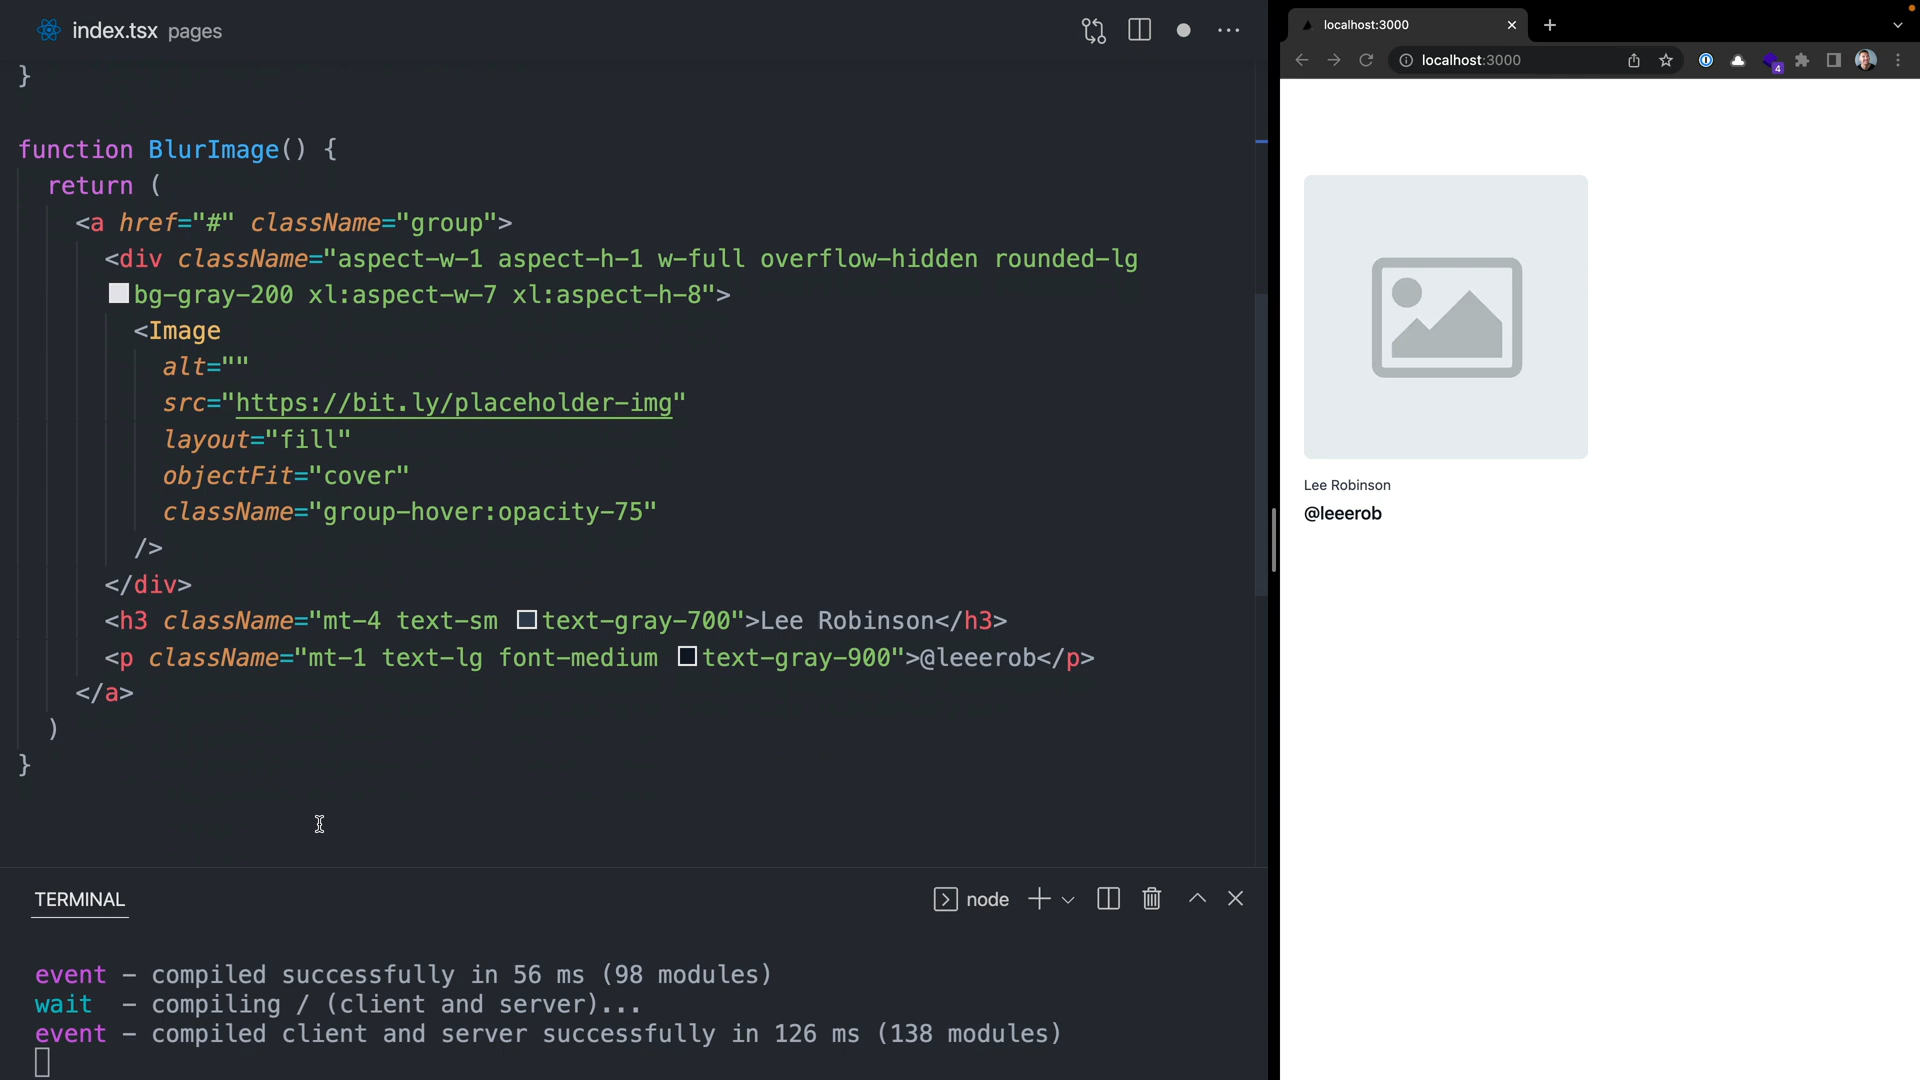 index.tsx pages
}
function BlurImage() {
return (
<a href="#" className="group">
<div className="aspect-w-1 aspect-h-1 w-full overflow-hidden rounded-lg
bg-gray-200 xl:aspect-w-7 xl:aspect-h-8">
<Image
alt=""
src="https://bit.ly/placeholder-img"
layout="fill"
objectFit="cover"
className="group-hover:opacity-75"
/>
</div>
<h3 className="mt-4 text-sm text-gray-700">Lee Robinson</h3>
<p className="mt-1 text-lg font-medium text-gray-900">@leeerob</p>
</a>
)
}
TERMINAL
node
event - compiled successfully in 56 ms (98 modules)
wait  - compiling / (client and server)...
event - compiled client and server successfully in 126 ms (138 modules)
localhost:3000
localhost:3000
4
Lee Robinson
@leeerob